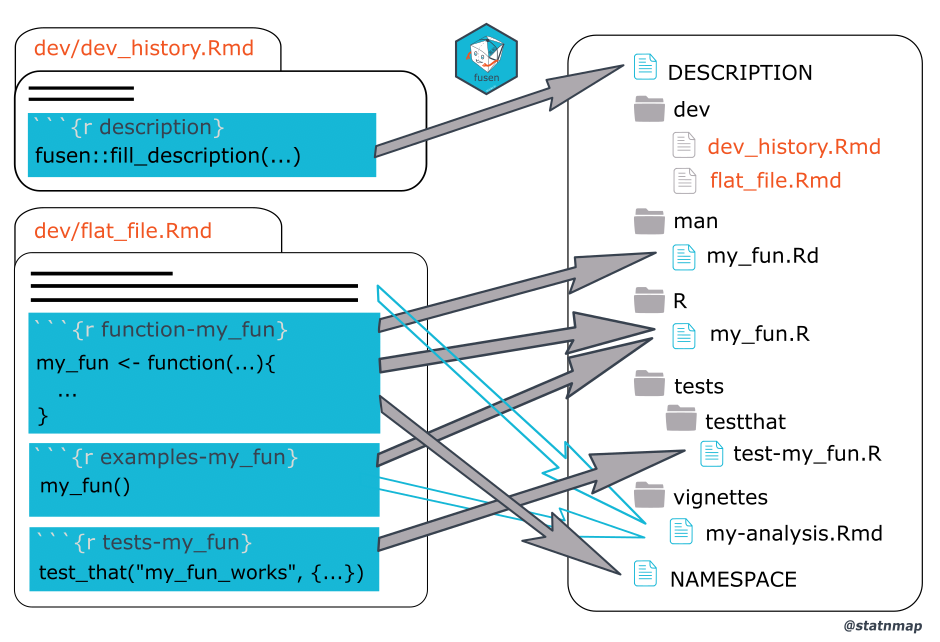 dev/dev_history.Rmd
```{r description}
fusen::fill_description(...)
dev/flat_file.Rmd
```{r function-my_fun}
my_fun <- function(...){
...
}
```{r examples-my_fun}
my_fun()
```{r tests-my_fun}
test_that("my_fun_works", {...})
fusen
DESCRIPTION
dev
dev_history.Rmd
flat_file.Rmd
man
my_fun.Rd
R
my_fun.R
tests
testthat
test-my_fun.R
vignettes
my-analysis.Rmd
NAMESPACE
@statnmap